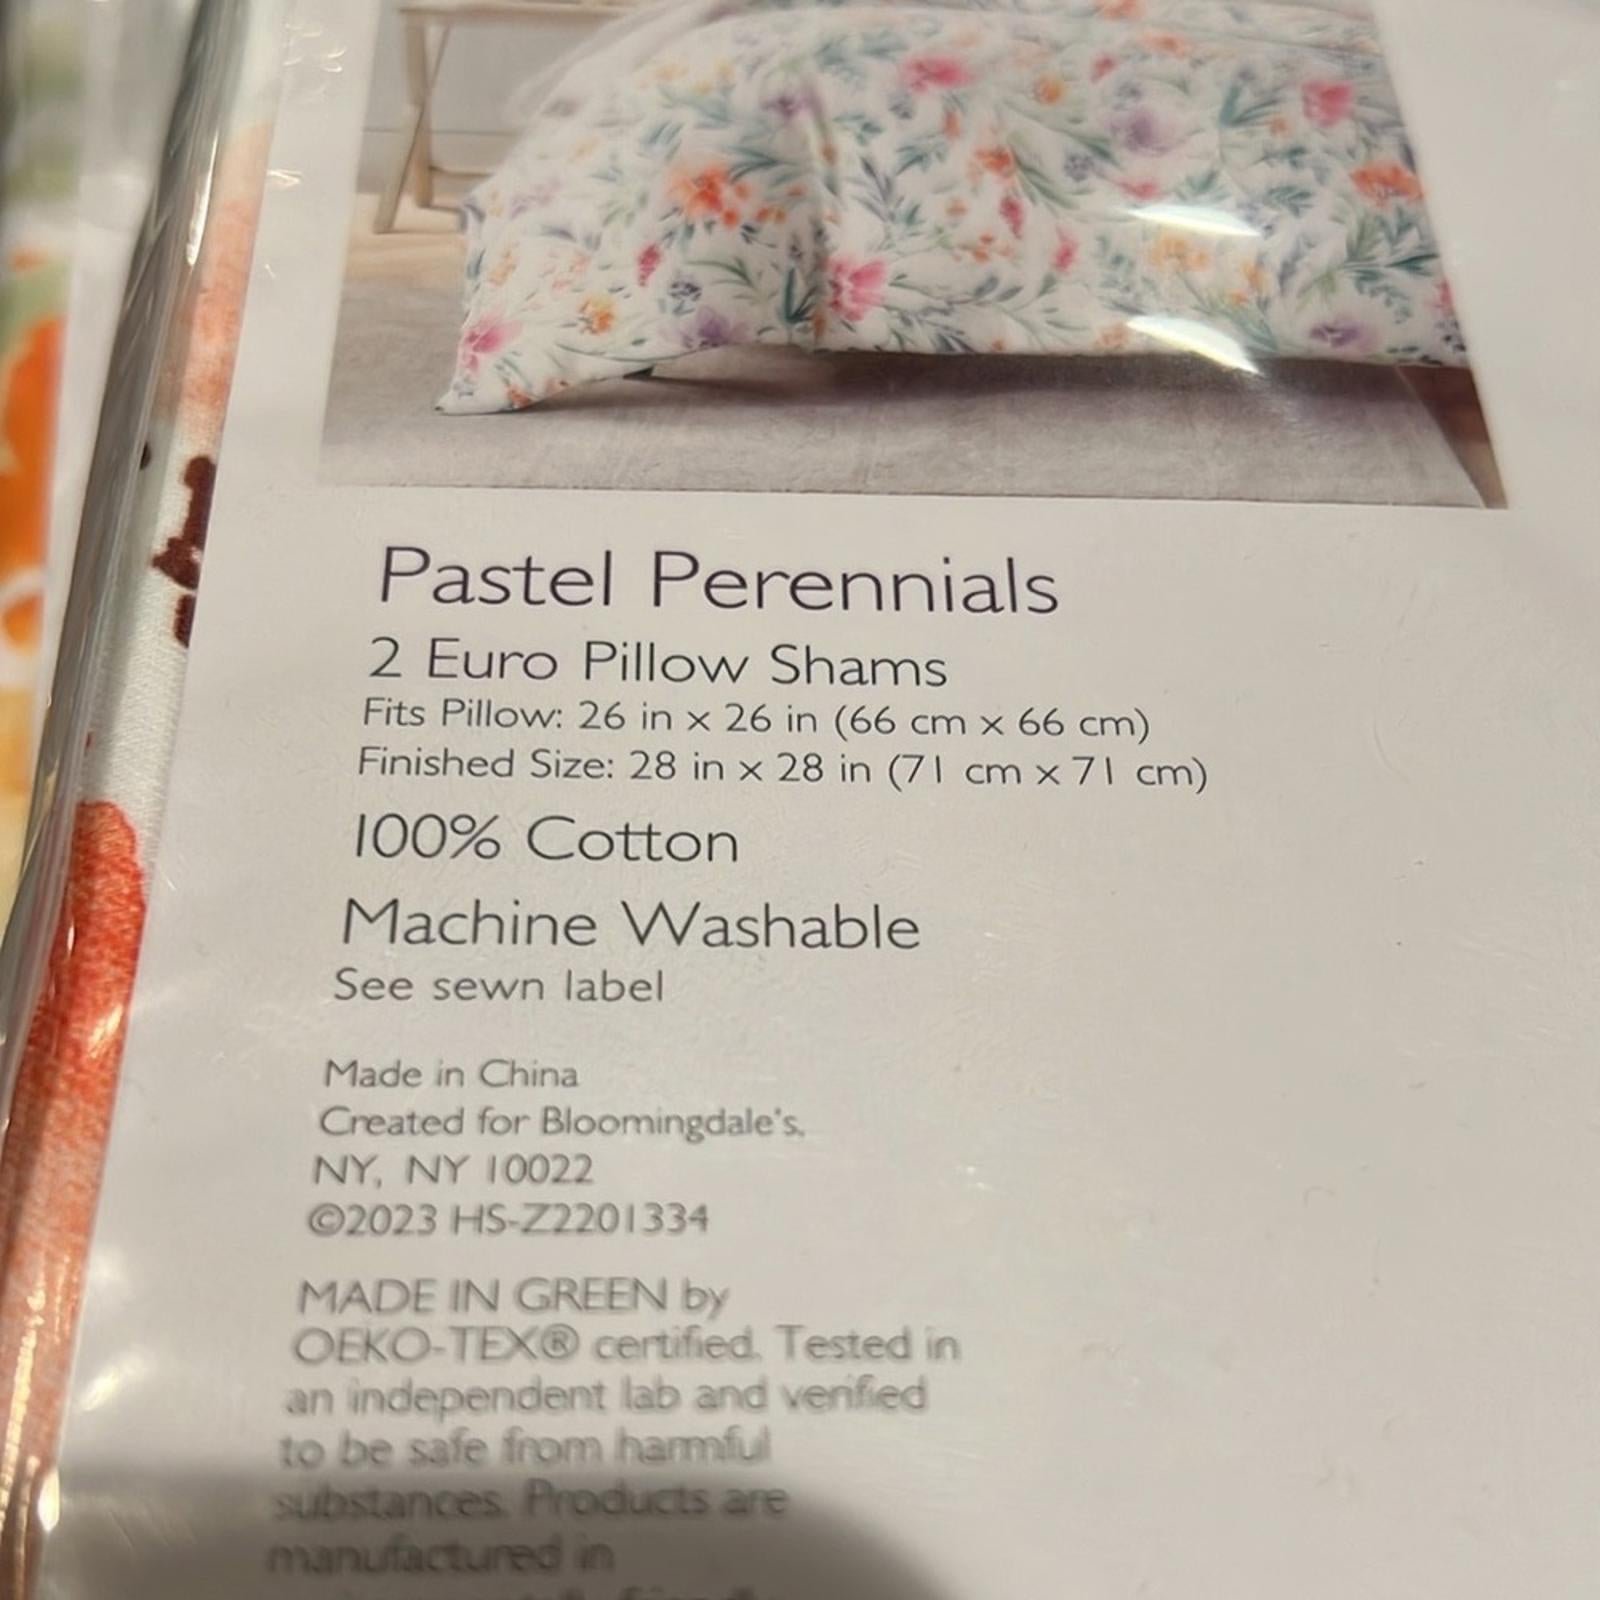 Pastel Perennials
2 Euro Pillow Shams
Fits Pillow: 26 in x 26 in (66 cm x 66 cm)
Finished Size: 28 in x 28 in (71 cm x 71 cm)
100% Cotton
Machine Washable
See sewn label
Made in China
Created for Bloomingdale's,
NY, NY 10022
©2023 HS-Z2201334
MADE IN GREEN by
OEKO-TEX® certified. Tested in
an independent lab and verified
to be safe from harmful
substances. Products are
manufactured in